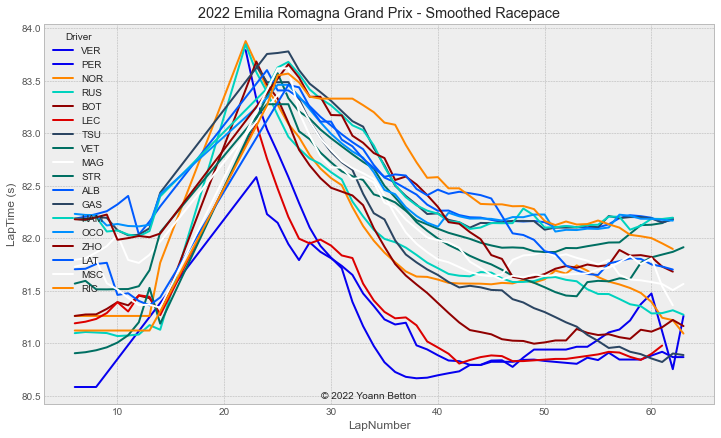 2022 Emilia Romagna Grand Prix - Smoothed Racepace
84.0
83.5
83.0
82.5
82.0
81.5
81.0
80.5
LapTime (s)
Driver
VER
PER
NOR
RUS
BOT
LEC
TSU
VET
MAG
STR
ALB
GAS
OCO
ZHO
LAT
MSC
RIC
© 2022 Yoann Betton
10
20
30
40
50
60
LapNumber